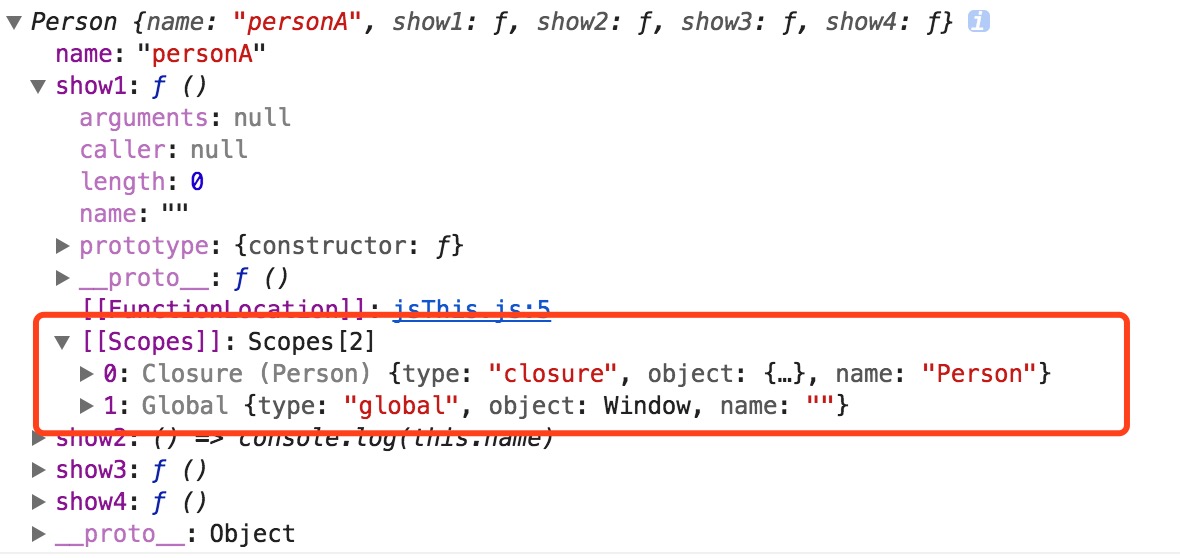 Person {name: "personA", show1: ƒ, show2: ƒ, show3: ƒ, show4: ƒ} i
name: "personA"
show1: ƒ ()
arguments: null
caller: null
length: 0
name: ""
prototype: {constructor: ƒ}
__proto__: ƒ ()
[[FunctionLocation]]: jsThis.js:5
[[Scopes]]: Scopes[2]
0: Closure (Person) {type: "closure", object: {…}, name: "Person"}
1: Global {type: "global", object: Window, name: ""}
show2: () => console.log(this.name)
show3: ƒ ()
show4: ƒ ()
__proto__: Object